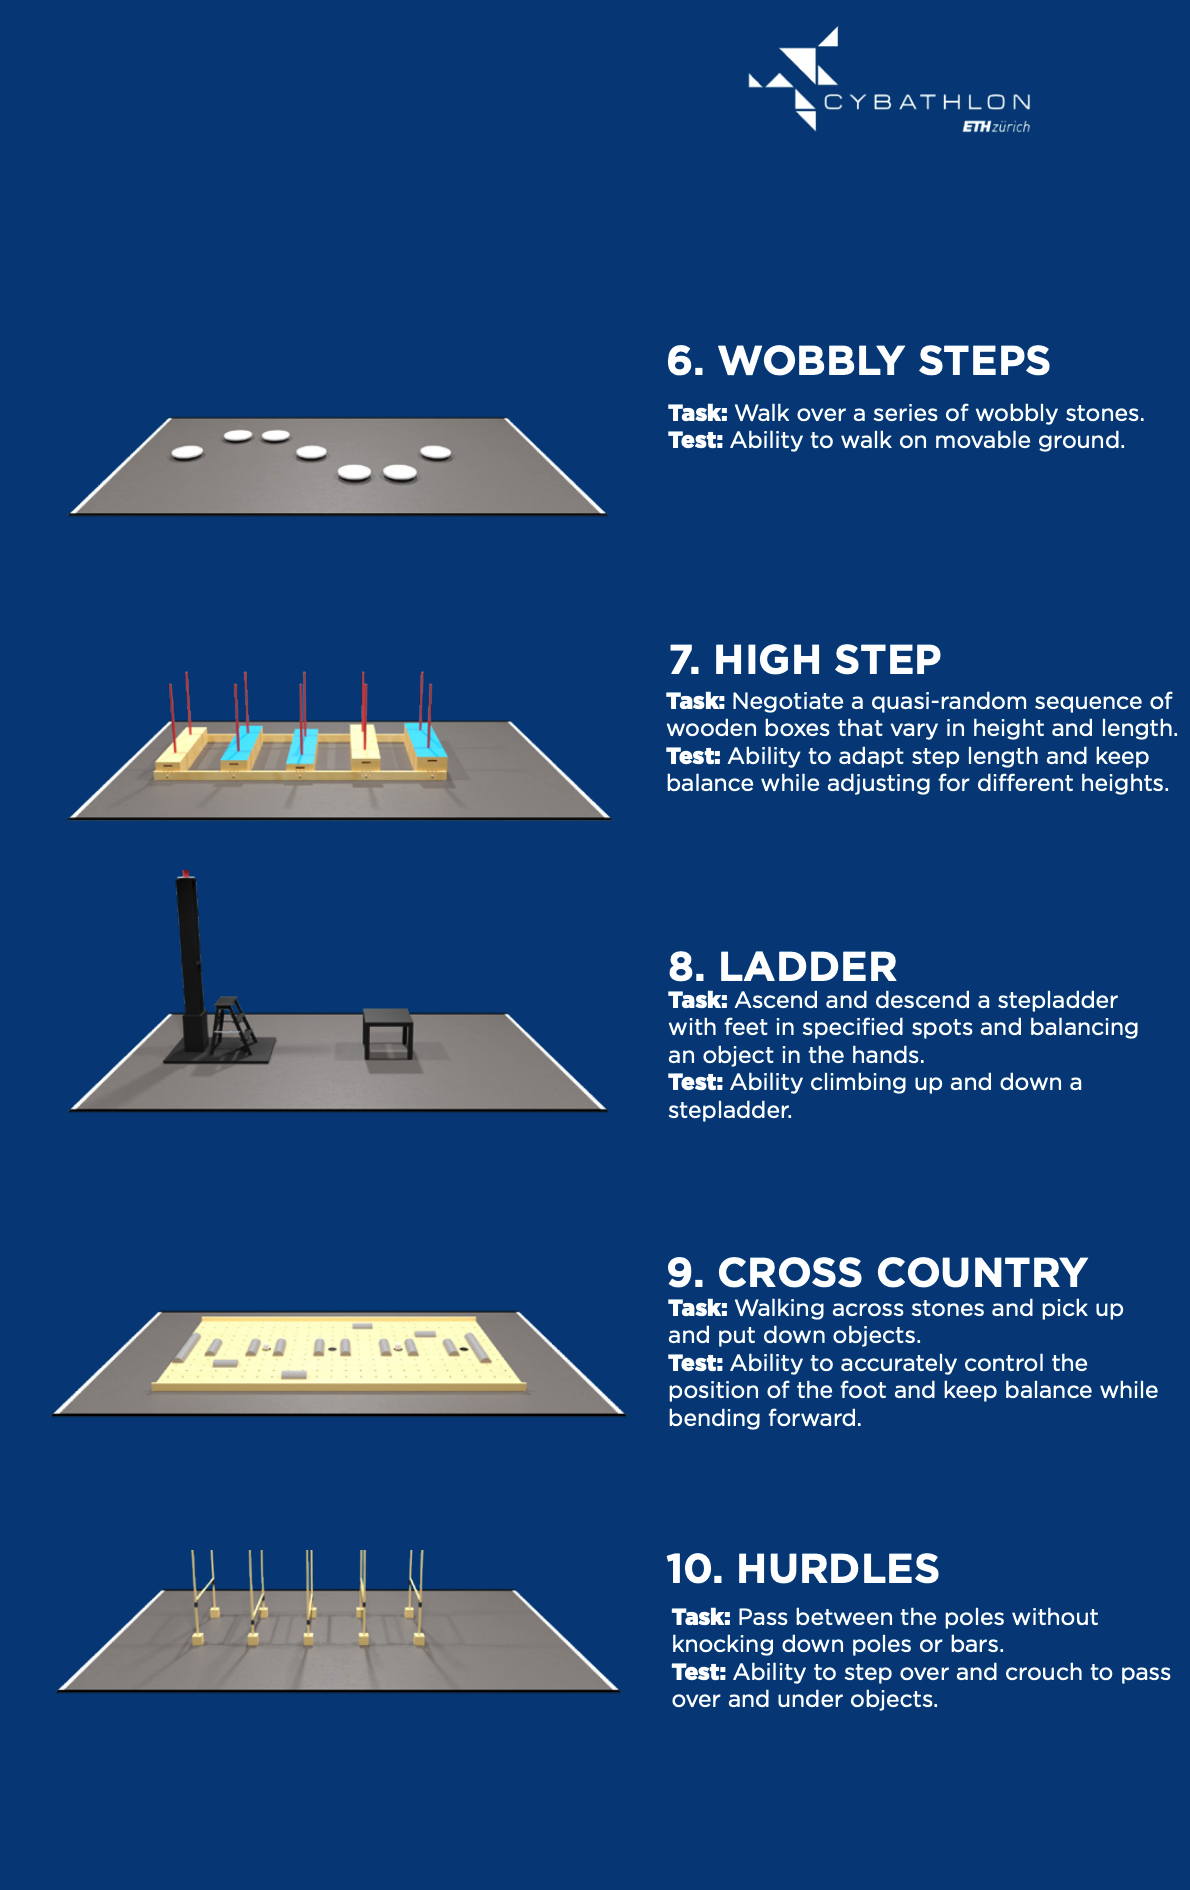 CYBATHLON
ETH zürich
6. WOBBLY STEPS
Task: Walk over a series of wobbly stones.
Test: Ability to walk on movable ground.
7. HIGH STEP
Task: Negotiate a quasi-random sequence of
wooden boxes that vary in height and length.
Test: Ability to adapt step length and keep
balance while adjusting for different heights.
8. LADDER
Task: Ascend and descend a stepladder
with feet in specified spots and balancing
an object in the hands.
Test: Ability climbing up and down a
stepladder.
9. CROSS COUNTRY
Task: Walking across stones and pick up
and put down objects.
Test: Ability to accurately control the
position of the foot and keep balance while
bending forward.
10. HURDLES
Task: Pass between the poles without
knocking down poles or bars.
Test: Ability to step over and crouch to pass
over and under objects.